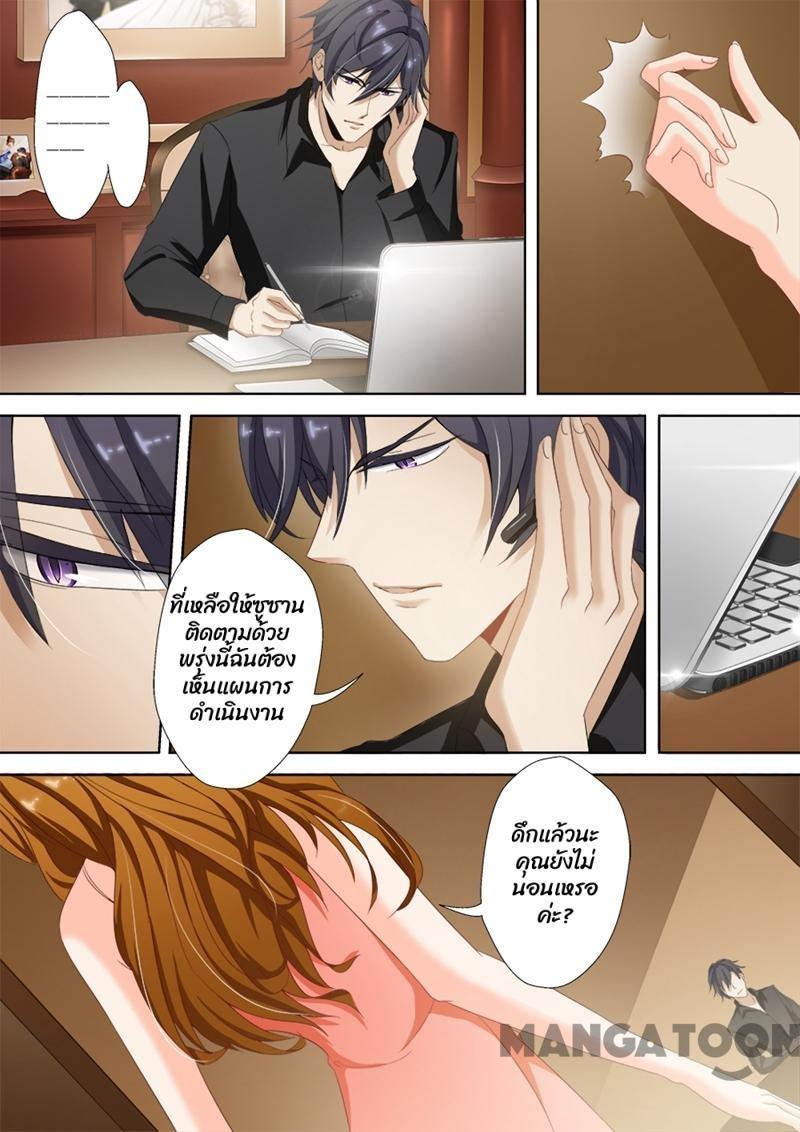 ที่เหลือให้ซูซาน
ติดตามด้วย
พรุ่งนี้ฉันต้อง
เห็นแผนการ
ดำเนินงาน
ดึกแล้วนะ
คุณยังไม่
นอนเหรอ
ค่ะ?
MANGATOON